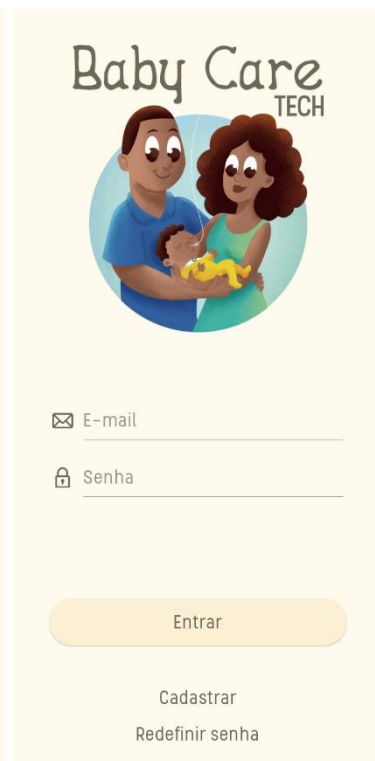 Baby Care
TECH
E-mail
Senha
Entrar
Cadastrar
Redefinir senha